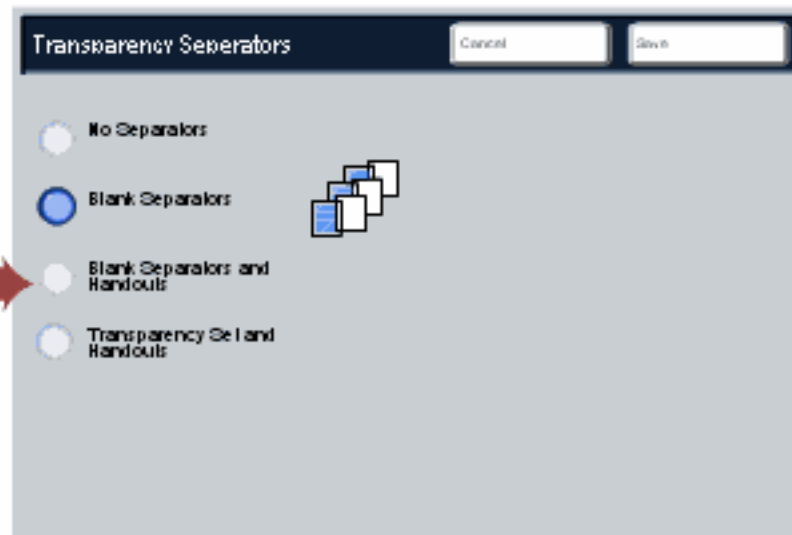 Transparency Seperators
Cancel
Save
No Separators
Blank Separators
Blank Separators and
Handouts
Transparency Set and
Handouts